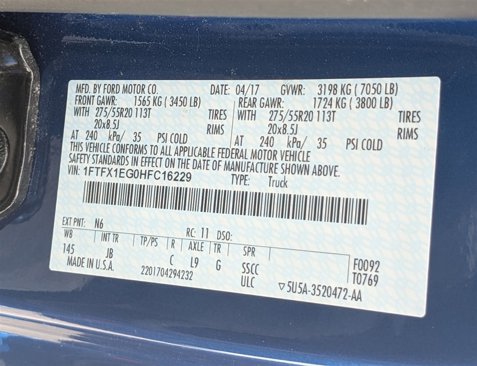 MFD. BY FORD MOTOR CO. DATE: 04/17 GVWR: 3198 KG ( 7050 LB)
FRONT GAWR: 1565 KG ( 3450 LB) REAR GAWR: 1724 KG ( 3800 LB)
WITH 275/55R20 113T TIRES WITH 275/55R20 113T TIRES
20x8.5J RIMS 20x8.5J RIMS
AT 240 kPa/ 35 PSI COLD AT 240 kPa/ 35 PSI COLD
THIS VEHICLE CONFORMS TO ALL APPLICABLE FEDERAL MOTOR VEHICLE
SAFETY STANDARDS IN EFFECT ON THE DATE OF MANUFACTURE SHOWN ABOVE
VIN: 1FTFX1EG0HFC16229 TYPE: Truck
EXT PNT: N6 RC: 11 DSO:
WB INT TR TP/PS R AXLE TR SPR F0092
145 JB C L9 G SSCC T0769
MADE IN U.S.A. 2201704294232 ULC ▽5U5A-3520472-AA